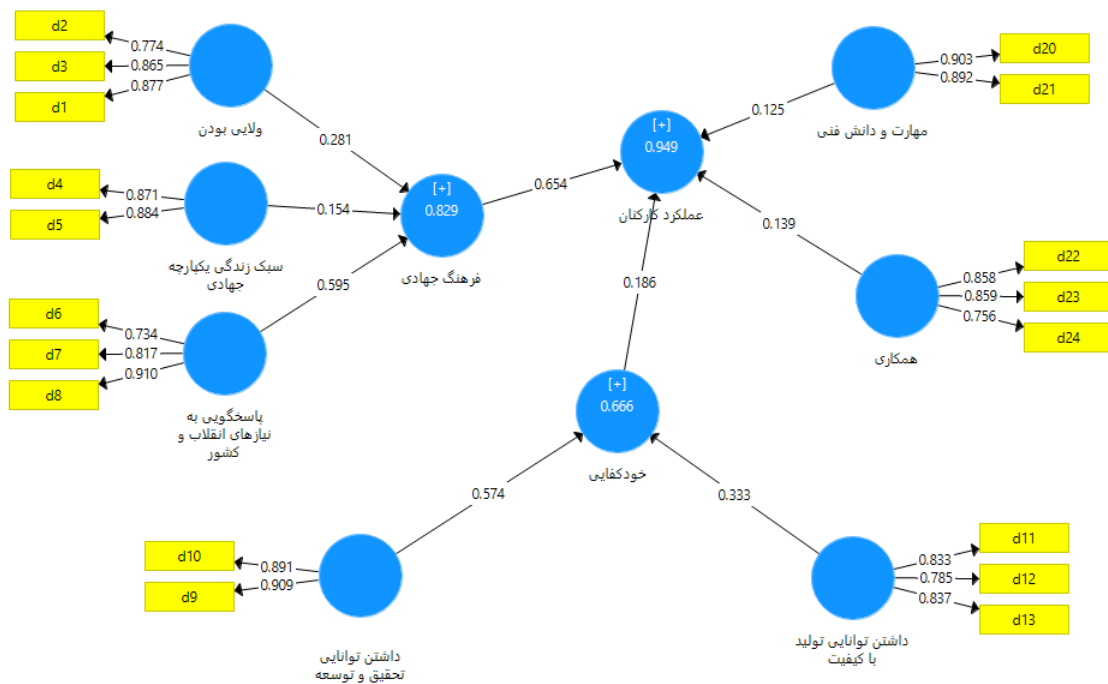 d2
d3
d1
0.774
0.865
0.877
ولایی بودن
0.281
d4
d5
0.871
0.884
سبک زندگی یکپارچه
جهادی
0.154
d6
d7
d8
0.734
0.817
0.910
پاسخگویی به
نیازهای انقلاب و
کشور
0.595
[+]
0.829
فرهنگ جهادی
0.654
[+]
0.949
عملکرد کارکنان
d20
d21
0.903
0.892
مهارت و دانش فنی
0.125
d22
d23
d24
0.858
0.859
0.756
همکاری
0.139
0.186
[+]
0.666
خودکفایی
0.574
0.333
d10
d9
0.891
0.909
داشتن توانایی
تحقیق و توسعه
d11
d12
d13
0.833
0.785
0.837
داشتن توانایی تولید
با کیفیت